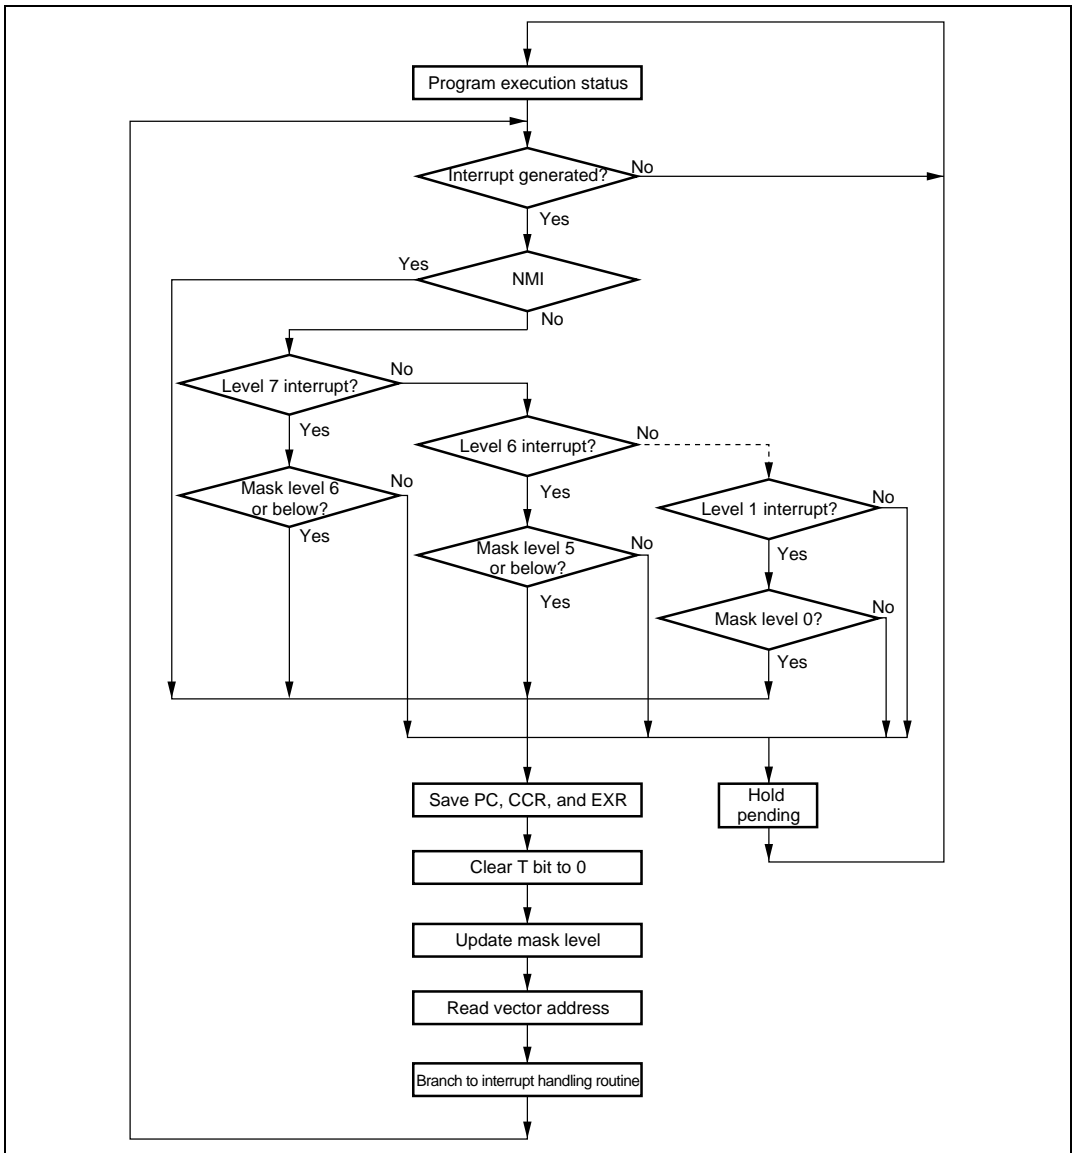 Program execution status
Interrupt generated?
No
Yes
Yes
NMI
No
Level 7 interrupt?
No
Yes
Level 6 interrupt?
No
Yes
Mask level 6
or below?
No
Yes
Level 1 interrupt?
No
Yes
Mask level 5
or below?
No
Yes
Mask level 0?
No
Yes
Save PC, CCR, and EXR
Hold
pending
Clear T bit to 0
Update mask level
Read vector address
Branch to interrupt handling routine